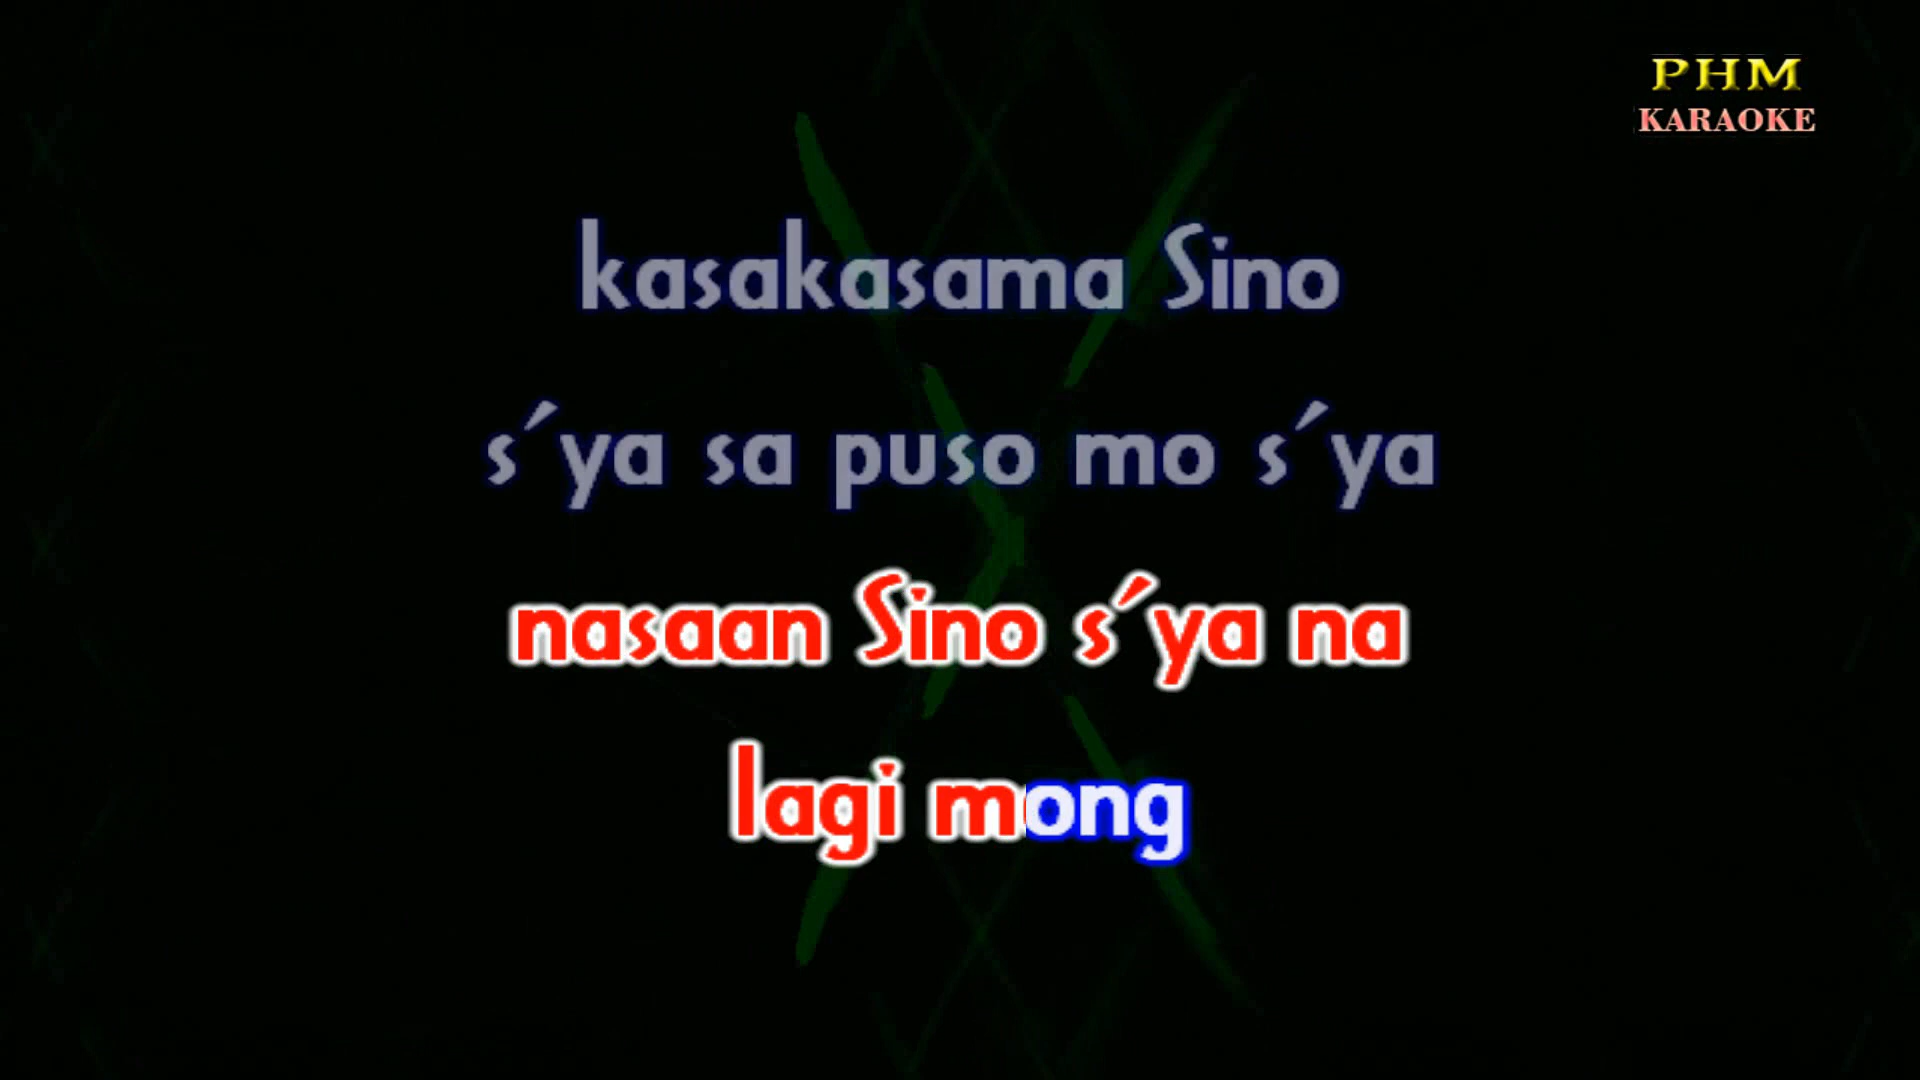 PHM
KARAOKE
kasakasama Sino
s´ya sa puso mo s´ya
nasaan Sino s´ya na
lagi mong